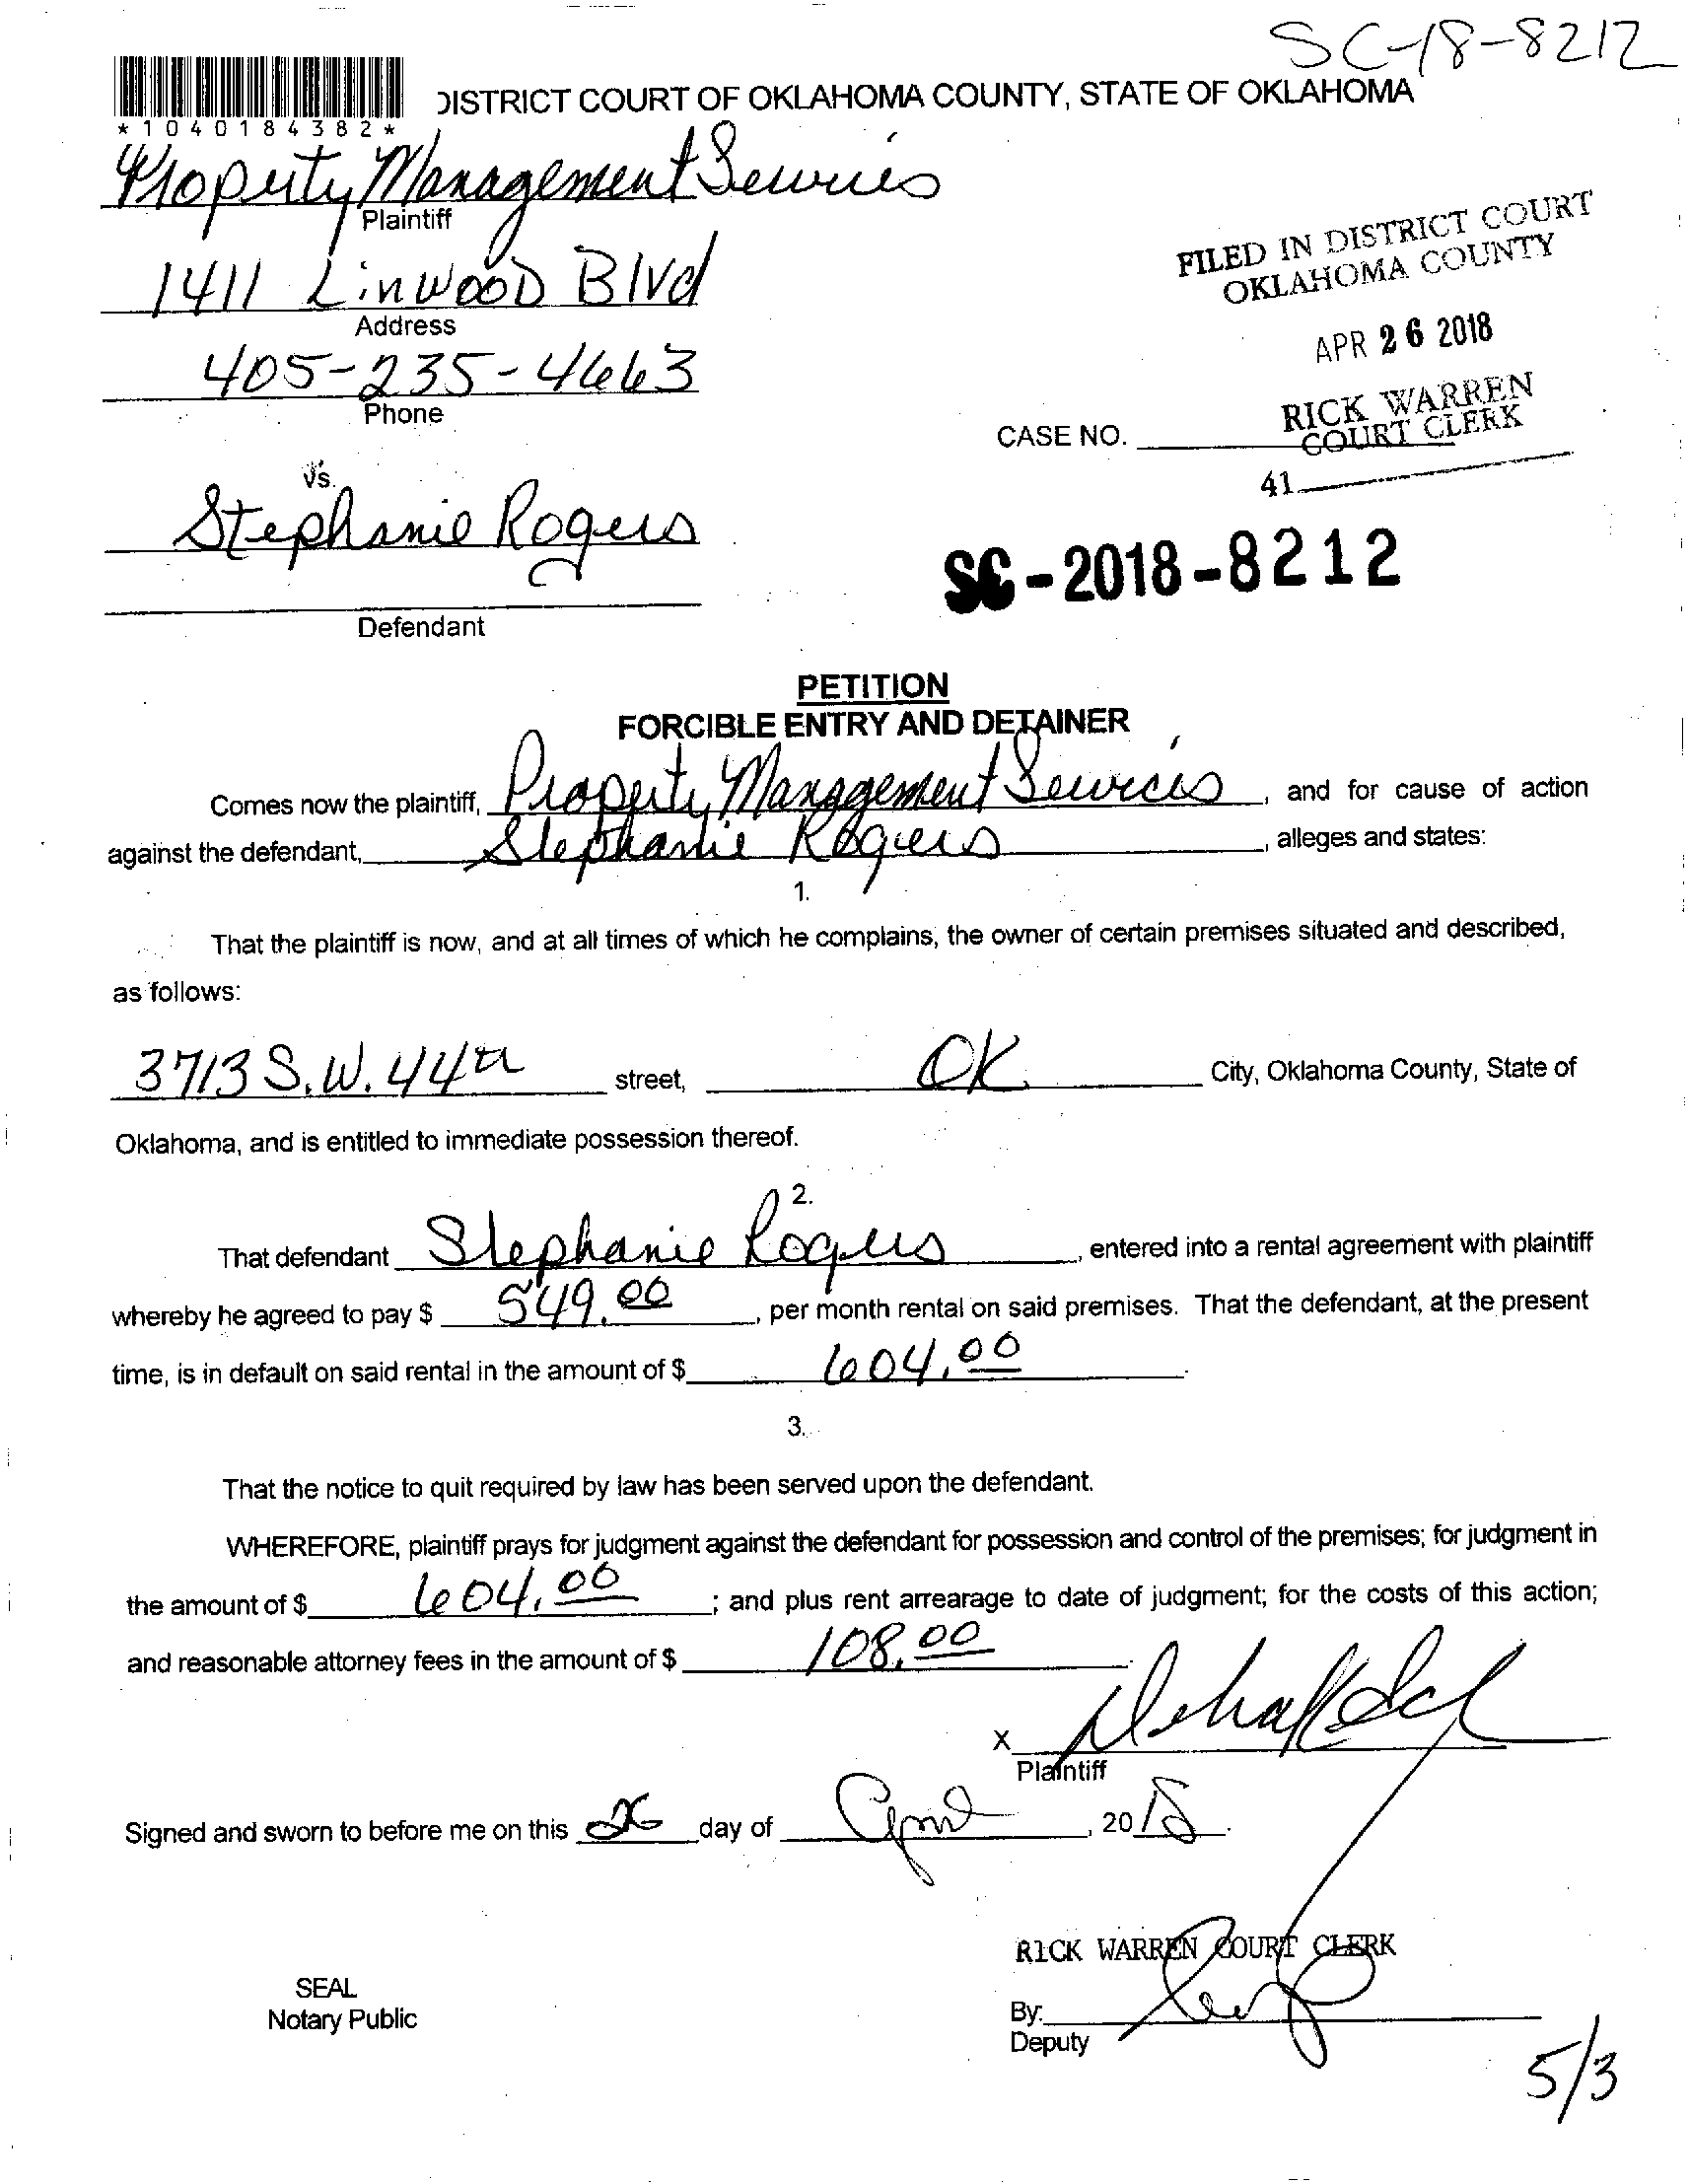 SC-18-8212
DISTRICT COURT OF OKLAHOMA COUNTY, STATE OF OKLAHOMA
*1040184382*
Property Management Services
Plaintiff
1411 Linwood Blvd
Address
405-235-4663
Phone
FILED IN DISTRICT COURT
OKLAHOMA COUNTY
APR 26 2018
RICK WARREN
COURT CLERK
CASE NO.
41
vs.
Stephanie Rogers
Defendant
SC-2018-8212
PETITION
FORCIBLE ENTRY AND DETAINER
Comes now the plaintiff, Property Management Services, and for cause of action
against the defendant, Stephanie Rogers, alleges and states:
1.
That the plaintiff is now, and at all times of which he complains, the owner of certain premises situated and described,
as follows:
3713 S.W. 44th street, OK City, Oklahoma County, State of
Oklahoma, and is entitled to immediate possession thereof.
2.
That defendant Stephanie Rogers, entered into a rental agreement with plaintiff
whereby he agreed to pay $ 549.00, per month rental on said premises. That the defendant, at the present
time, is in default on said rental in the amount of $ 604.00.
3.
That the notice to quit required by law has been served upon the defendant.
WHEREFORE, plaintiff prays for judgment against the defendant for possession and control of the premises; for judgment in
the amount of $ 604.00; and plus rent arrearage to date of judgment; for the costs of this action;
and reasonable attorney fees in the amount of $ 108.00
X
Plaintiff
Signed and sworn to before me on this 26 day of April, 2018.
RICK WARREN COURT CLERK
SEAL
Notary Public
By:
Deputy
5/3